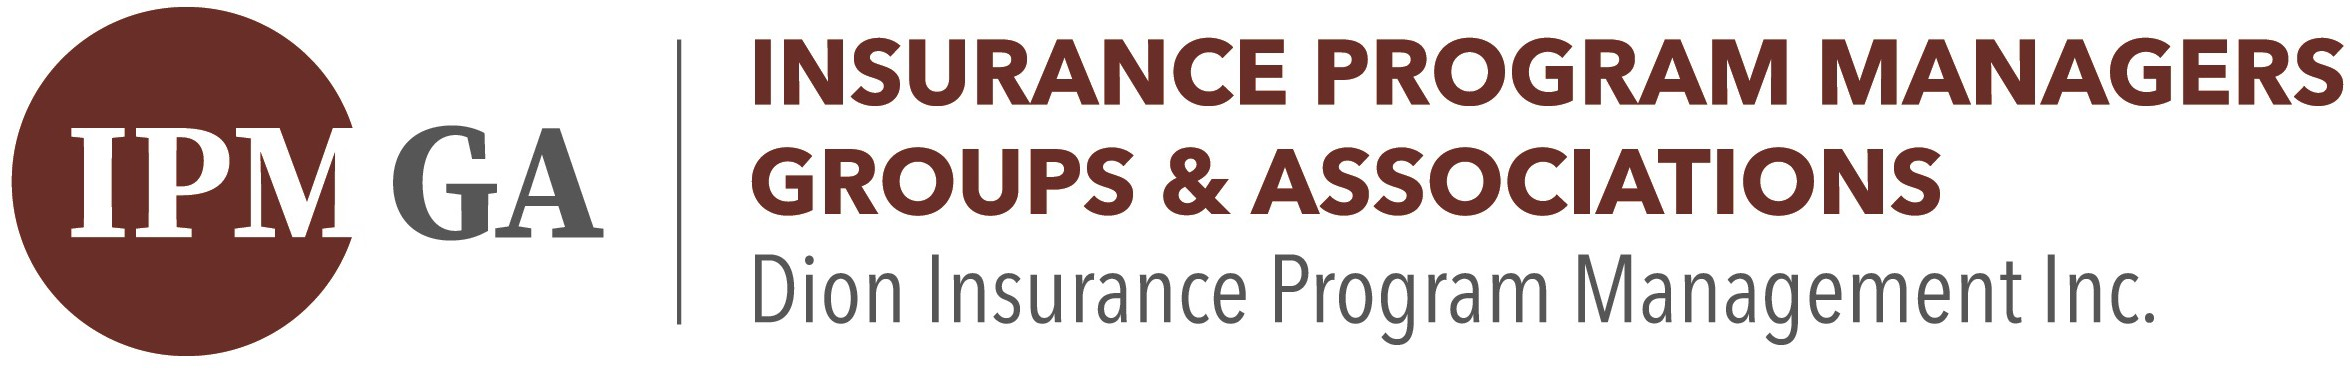 IPM GA
INSURANCE PROGRAM MANAGERS
GROUPS & ASSOCIATIONS
Dion Insurance Program Management Inc.